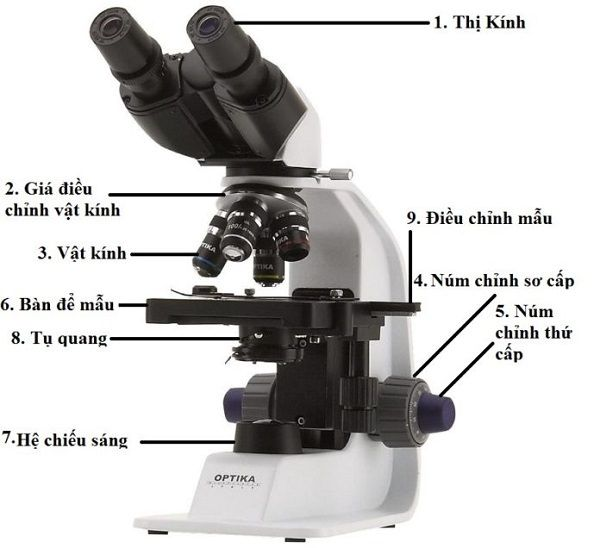 1. Thị Kính
2. Giá điều
chỉnh vật kính
3. Vật kính
9. Điều chỉnh mẫu
4. Núm chỉnh sơ cấp
5. Núm
chỉnh thứ
cấp
6. Bàn để mẫu
8. Tụ quang
7.Hệ chiếu sáng
100
OPTIKA
OPTIKA
OPTIKA